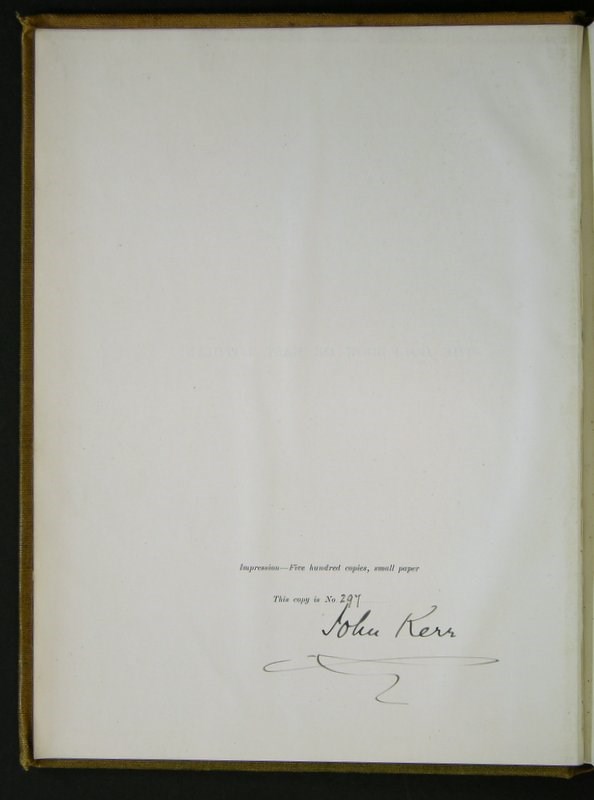 Impression—Five hundred copies, small paper
This copy is No 297
John Kerr